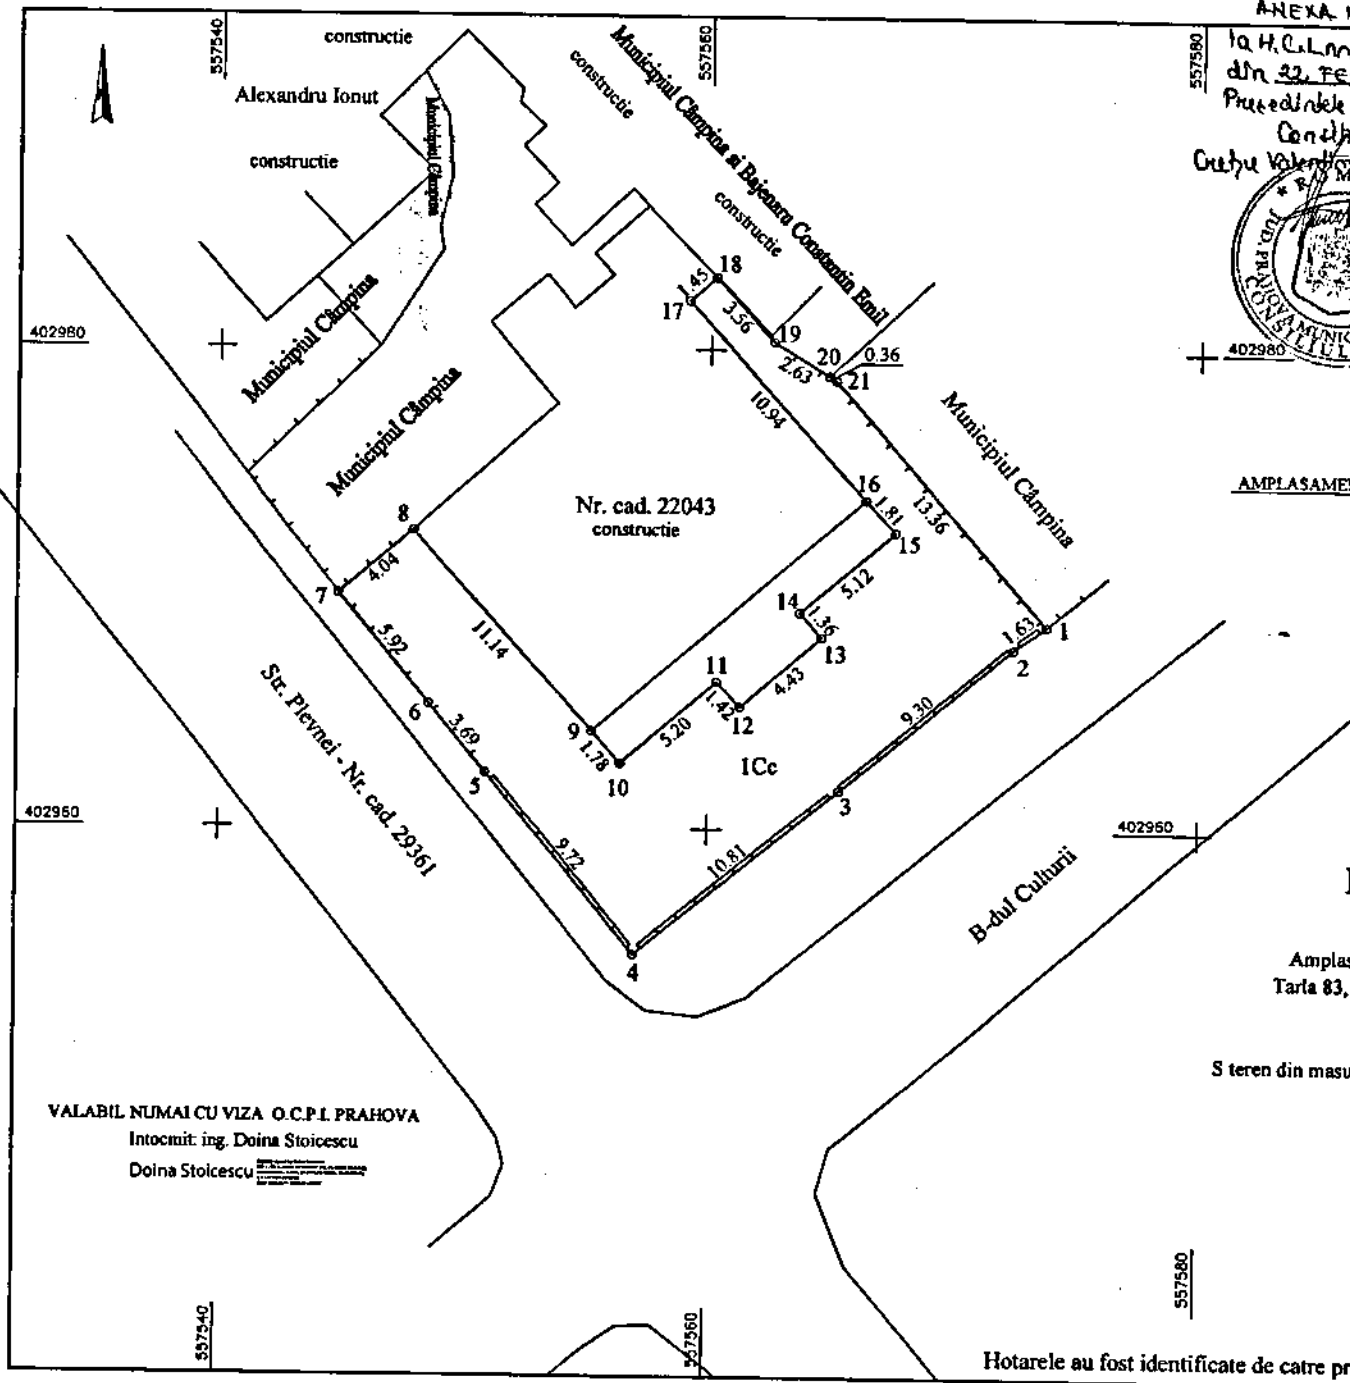 ANEXA
557540
557560
557580
constructie
Alexandru Ionut
constructie
Municipiul Câmpina
constructie
Municipiul Câmpina si Bajenaru Constantin Emil
constructie
la H.C.L.
din 22. FE
Presedintele
Consil
JUD. PRAHOVA
MUNIC
CONSILIUL
402980
402980
Municipiul Câmpina
Municipiul Câmpina
Municipiul Câmpina
18
1.45
17
3.56
19
2.63
20
0.36
21
10.94
13.36
AMPLASAME
16
1.81
15
Nr. cad. 22043
constructie
8
4.04
7
5.12
14
1.36
13
1.63
1
2
5.92
11.14
11
4.43
1.42
12
9.30
6
3.69
9
1.78
10
5.20
1Cc
5
3
Str. Plevnei - Nr. cad. 29361
402960
402960
9.72
10.81
4
B-dul Culturii
Amplas
Tarla 83,
S teren din masu
VALABIL NUMAI CU VIZA O.C.P.I. PRAHOVA
Intocmit: ing. Doina Stoicescu
Doina Stoicescu
557540
557560
557580
Hotarele au fost identificate de catre pr